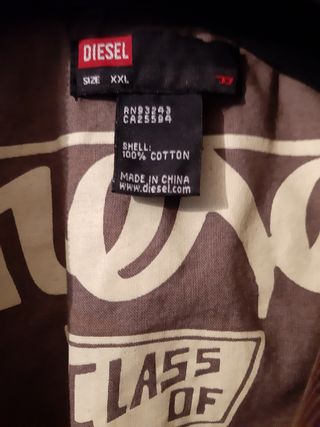 DIESEL
SIZE XXL
RN93243
CA25594
SHELL:
100% COTTON
MADE IN CHINA
www.diesel.com
CLASS
OF